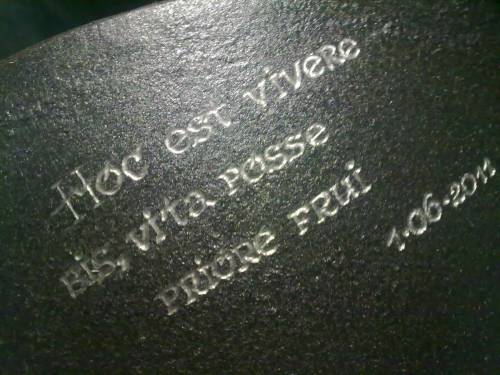 Hoc est vivere
bis, vita posse
priore frui
1.06.2011